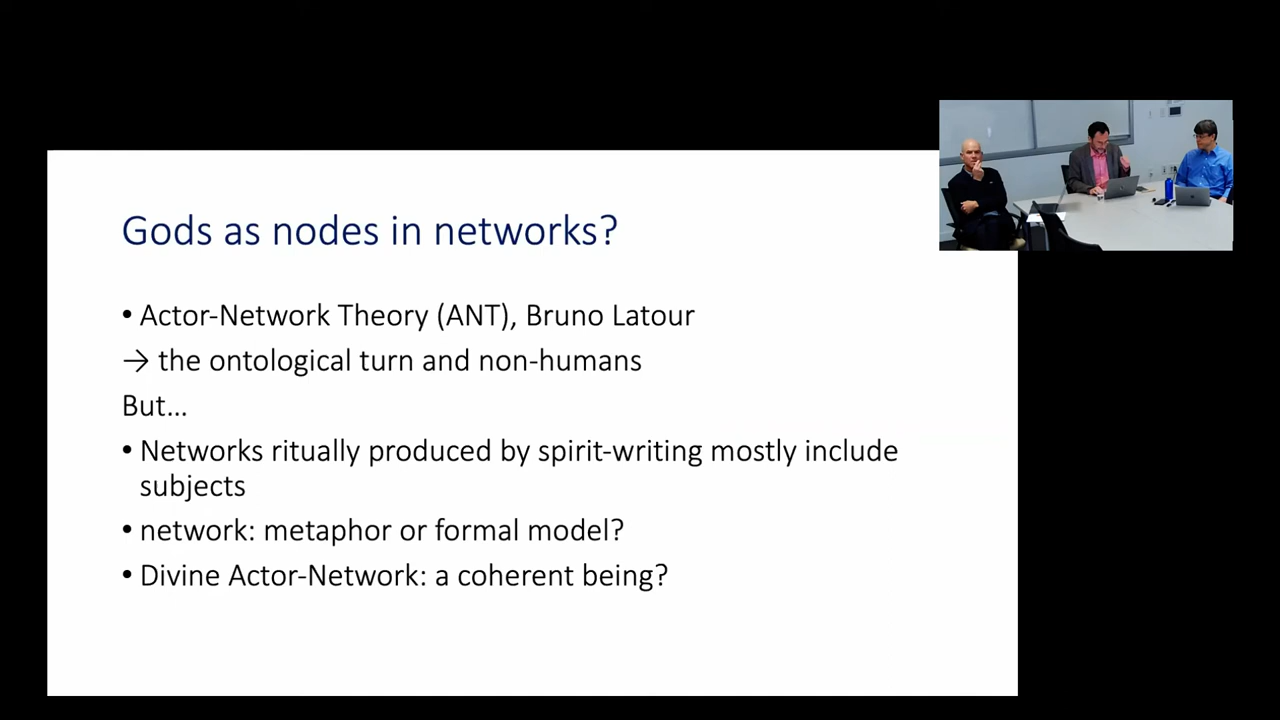 Gods as nodes in networks?
• Actor-Network Theory (ANT), Bruno Latour
→ the ontological turn and non-humans
But…
• Networks ritually produced by spirit-writing mostly include
subjects
• network: metaphor or formal model?
• Divine Actor-Network: a coherent being?